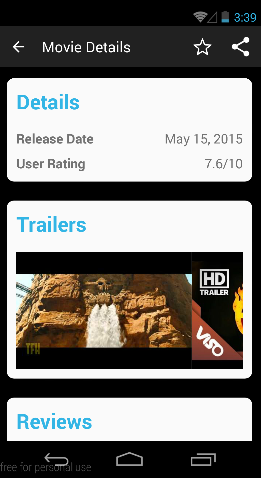 3:39
Movie Details
Details
Release Date May 15, 2015
User Rating 7.6/10
Trailers
HD
TRAILER
TFH
VISO
Reviews
free for personal use